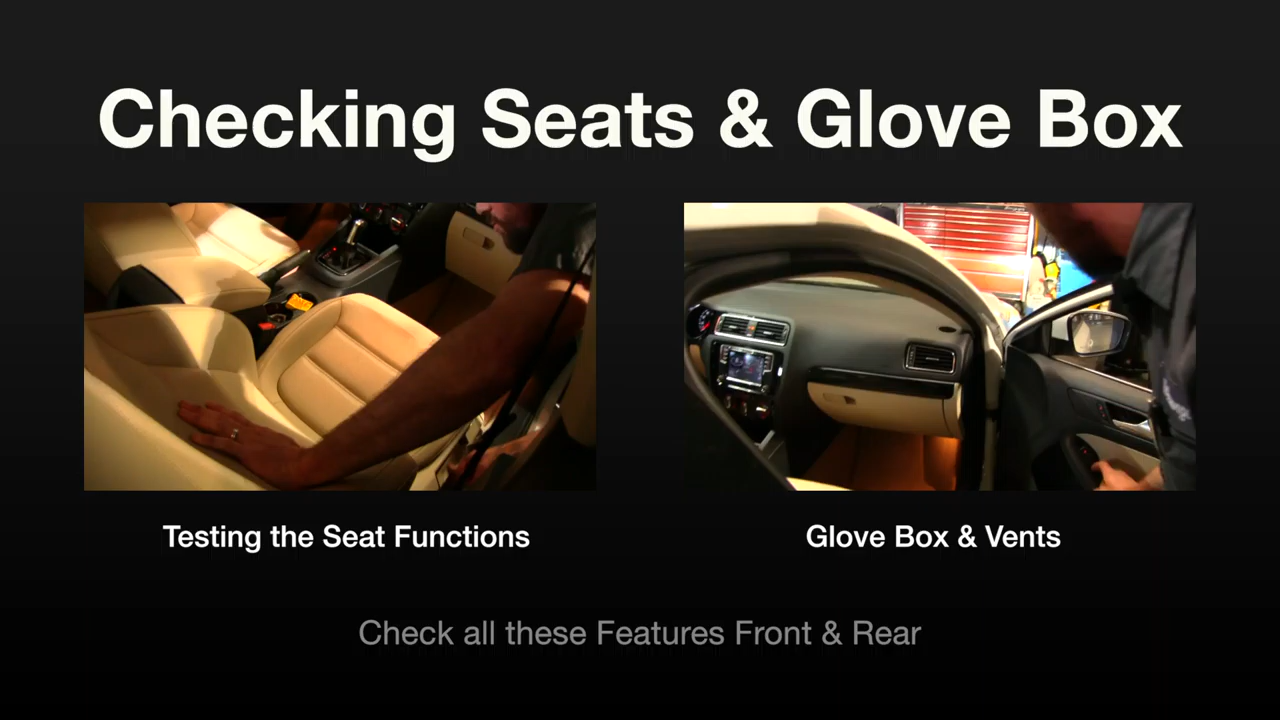 Checking Seats & Glove Box
Testing the Seat Functions
Glove Box & Vents
Check all these Features Front & Rear